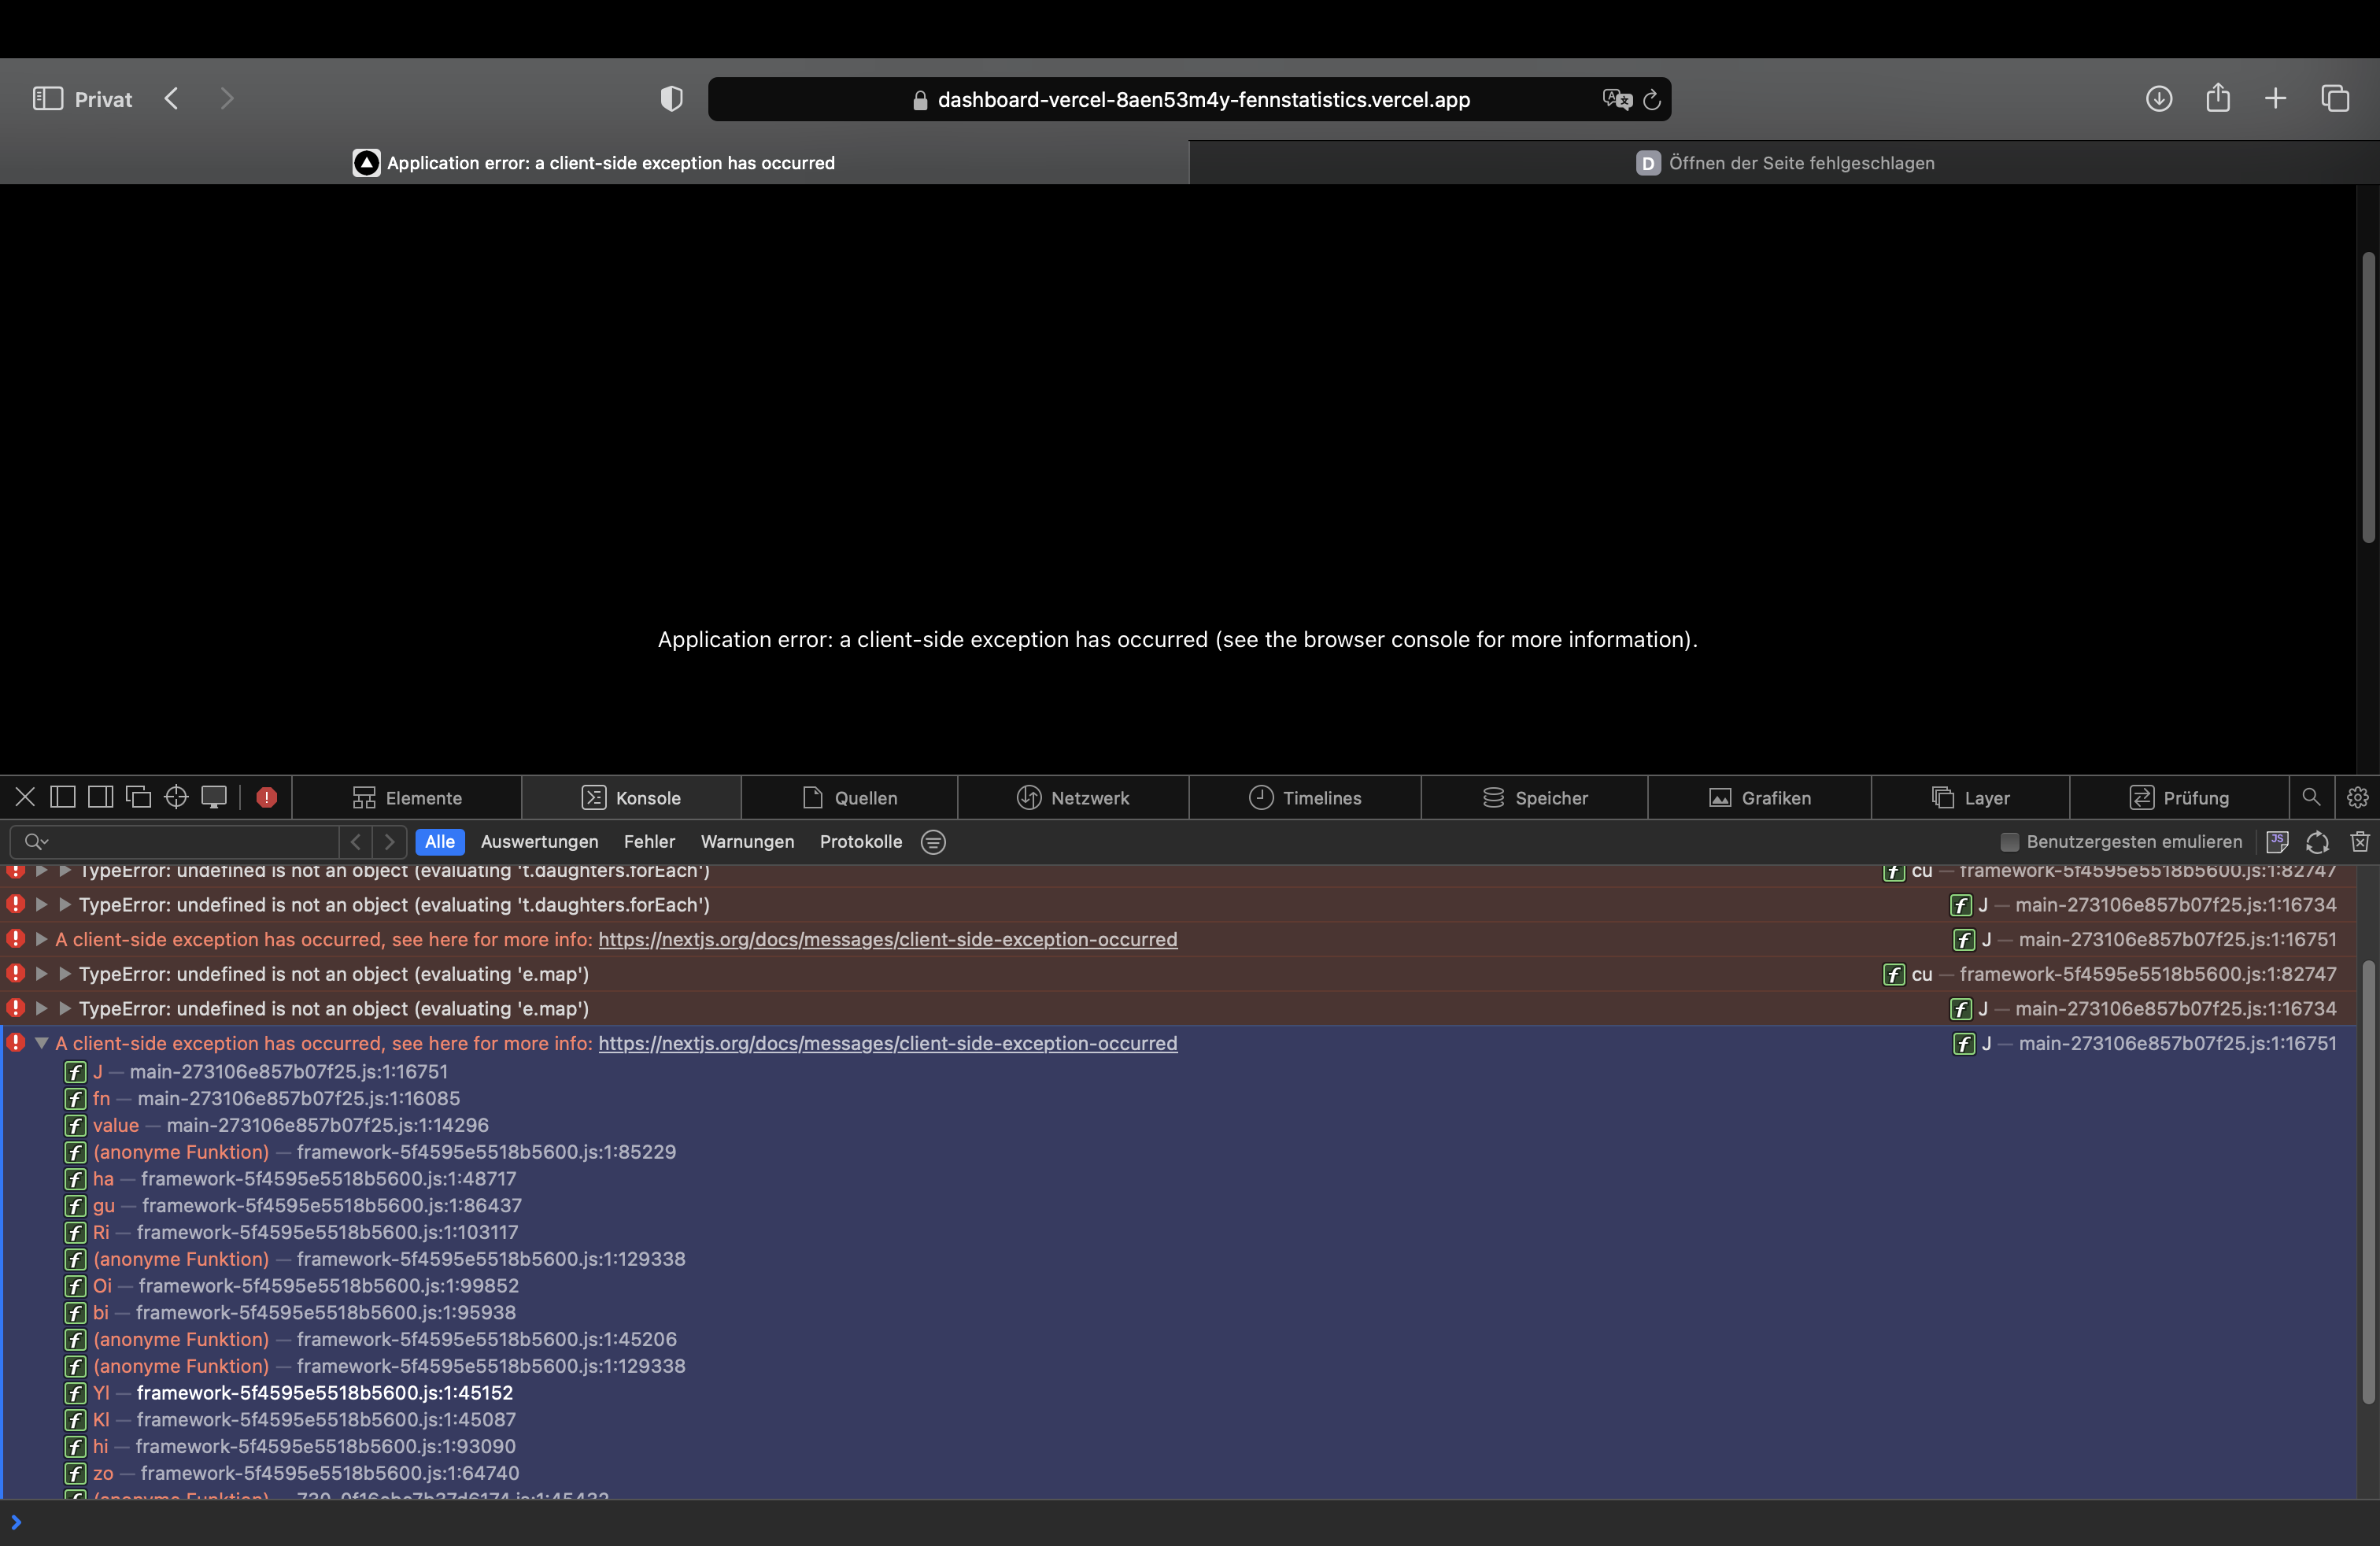 Privat
dashboard-vercel-8aen53m4y-fennstatistics.vercel.app
Application error: a client-side exception has occurred
D Öffnen der Seite fehlgeschlagen
Application error: a client-side exception has occurred (see the browser console for more information).
Elemente Konsole Quellen Netzwerk Timelines Speicher Grafiken Layer Prüfung
Alle Auswertungen Fehler Warnungen Protokolle Benutzergesten emulieren
TypeError: undefined is not an object (evaluating 't.daughters.forEach') cu — framework-5f4595e5518b5600.js:1:82747
TypeError: undefined is not an object (evaluating 't.daughters.forEach') J — main-273106e857b07f25.js:1:16734
A client-side exception has occurred, see here for more info: https://nextjs.org/docs/messages/client-side-exception-occurred J — main-273106e857b07f25.js:1:16751
TypeError: undefined is not an object (evaluating 'e.map') cu — framework-5f4595e5518b5600.js:1:82747
TypeError: undefined is not an object (evaluating 'e.map') J — main-273106e857b07f25.js:1:16734
A client-side exception has occurred, see here for more info: https://nextjs.org/docs/messages/client-side-exception-occurred J — main-273106e857b07f25.js:1:16751
f J — main-273106e857b07f25.js:1:16751
f fn — main-273106e857b07f25.js:1:16085
f value — main-273106e857b07f25.js:1:14296
f (anonyme Funktion) — framework-5f4595e5518b5600.js:1:85229
f ha — framework-5f4595e5518b5600.js:1:48717
f gu — framework-5f4595e5518b5600.js:1:86437
f Ri — framework-5f4595e5518b5600.js:1:103117
f (anonyme Funktion) — framework-5f4595e5518b5600.js:1:129338
f Oi — framework-5f4595e5518b5600.js:1:99852
f bi — framework-5f4595e5518b5600.js:1:95938
f (anonyme Funktion) — framework-5f4595e5518b5600.js:1:45206
f (anonyme Funktion) — framework-5f4595e5518b5600.js:1:129338
f Yl — framework-5f4595e5518b5600.js:1:45152
f Kl — framework-5f4595e5518b5600.js:1:45087
f hi — framework-5f4595e5518b5600.js:1:93090
f zo — framework-5f4595e5518b5600.js:1:64740
f (anonyme Funktion) —